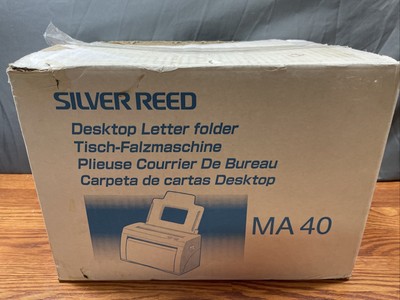 SILVER REED
Desktop Letter folder
Tisch-Falzmaschine
Plieuse Courrier De Bureau
Carpeta de cartas Desktop
MA 40